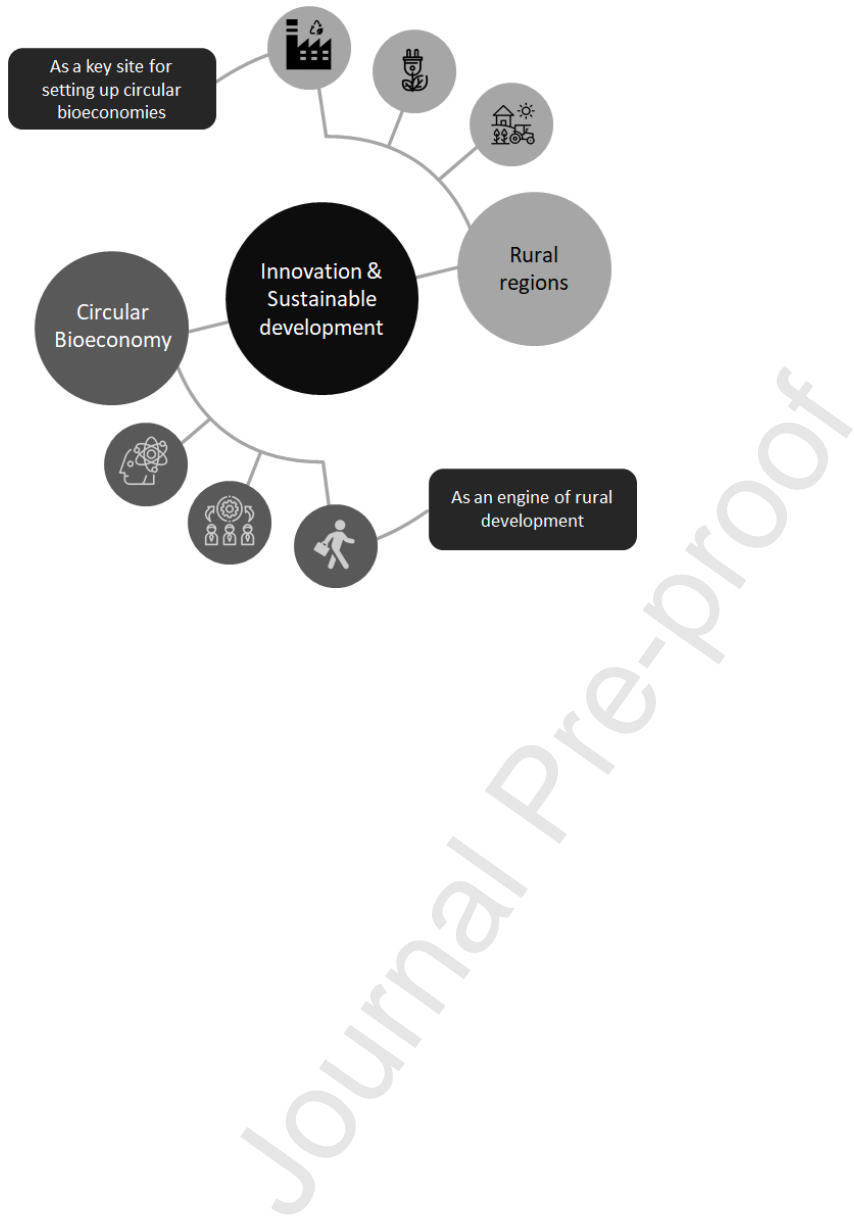 As a key site for
setting up circular
bioeconomies
Rural
regions
Innovation &
Sustainable
development
Circular
Bioeconomy
As an engine of rural
development
Journal Pre-proof